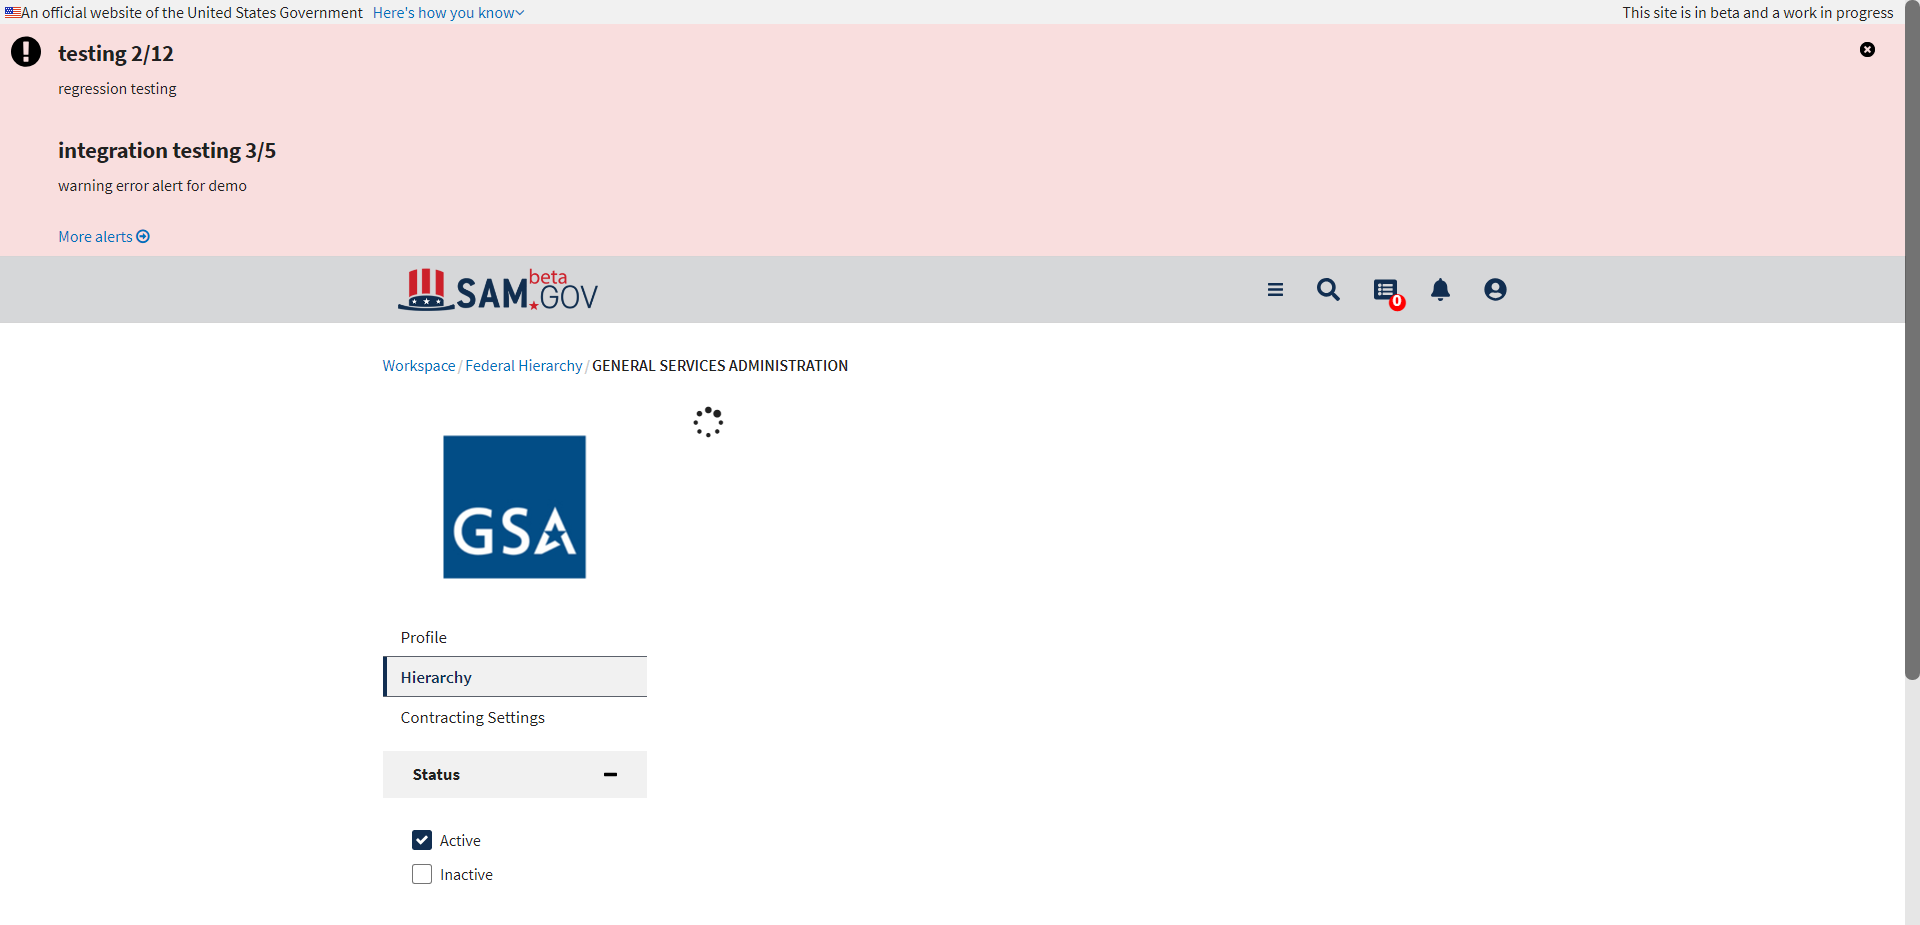 An official website of the United States Government Here's how you know
This site is in beta and a work in progress
testing 2/12
regression testing
integration testing 3/5
warning error alert for demo
More alerts
SAM.GOV beta
0
Workspace / Federal Hierarchy / GENERAL SERVICES ADMINISTRATION
GSA
Profile
Hierarchy
Contracting Settings
Status
Active
Inactive